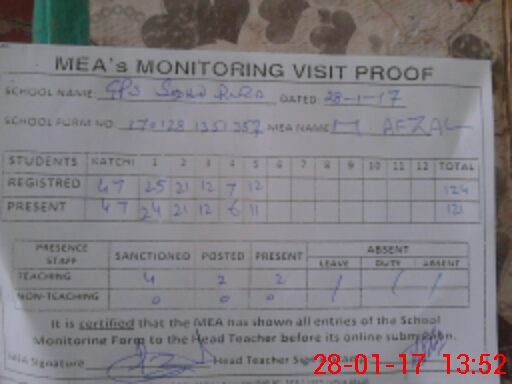 MEA's MONITORING VISIT PROOF
SCHOOL NAME: GPS DATED: 28-1-17
SCHOOL FORM NO 170128 1351 257 MEA NAME M. AFZAL
STUDENTS KATCHI 1 2 3 4 5 6 7 8 9 10 11 12 TOTAL
REGISTRED 47 25 21 12 7 12 124
PRESENT 47 24 21 12 6 11 121
PRESENCE STAFF SANCTIONED POSTED PRESENT ABSENT
LEAVE DUTY ABSENT
TEACHING 4 2 2 / / /
NON-TEACHING 0 0 0 /
It is certified that the MEA has shown all entries of the School
Monitoring Form to the Head Teacher before its online submission.
MEA Signature Head Teacher
28-01-17 13:52